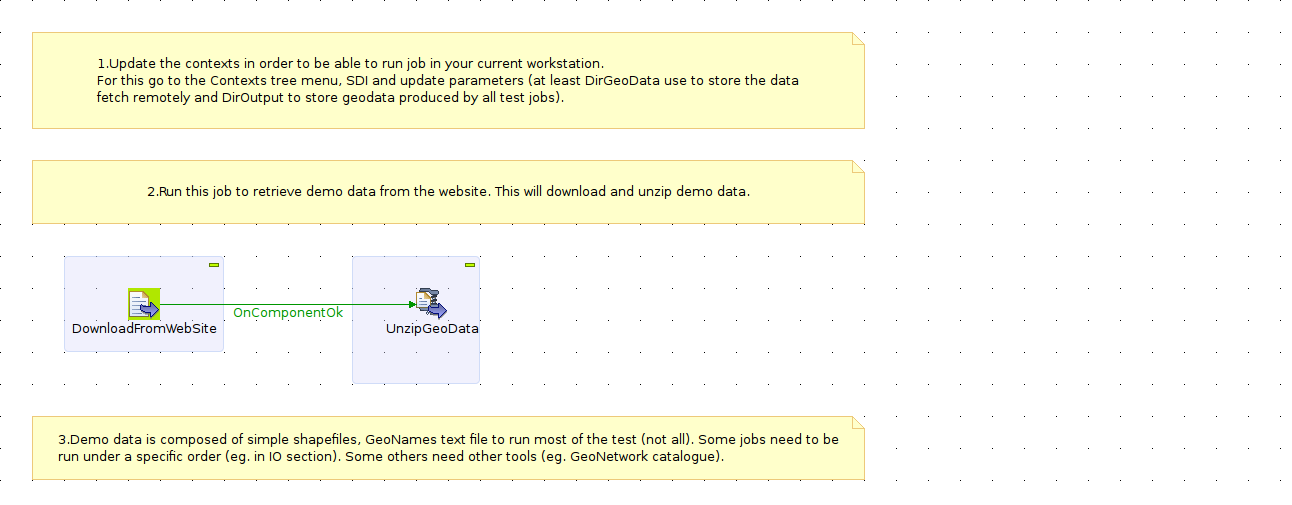 1.Update the contexts in order to be able to run job in your current workstation.
For this go to the Contexts tree menu, SDI and update parameters (at least DirGeoData use to store the data
fetch remotely and DirOutput to store geodata produced by all test jobs).
2.Run this job to retrieve demo data from the website. This will download and unzip demo data.
OnComponentOk
DownloadFromWebSite
UnzipGeoData
3.Demo data is composed of simple shapefiles, GeoNames text file to run most of the test (not all). Some jobs need to be
run under a specific order (eg. in IO section). Some others need other tools (eg. GeoNetwork catalogue).